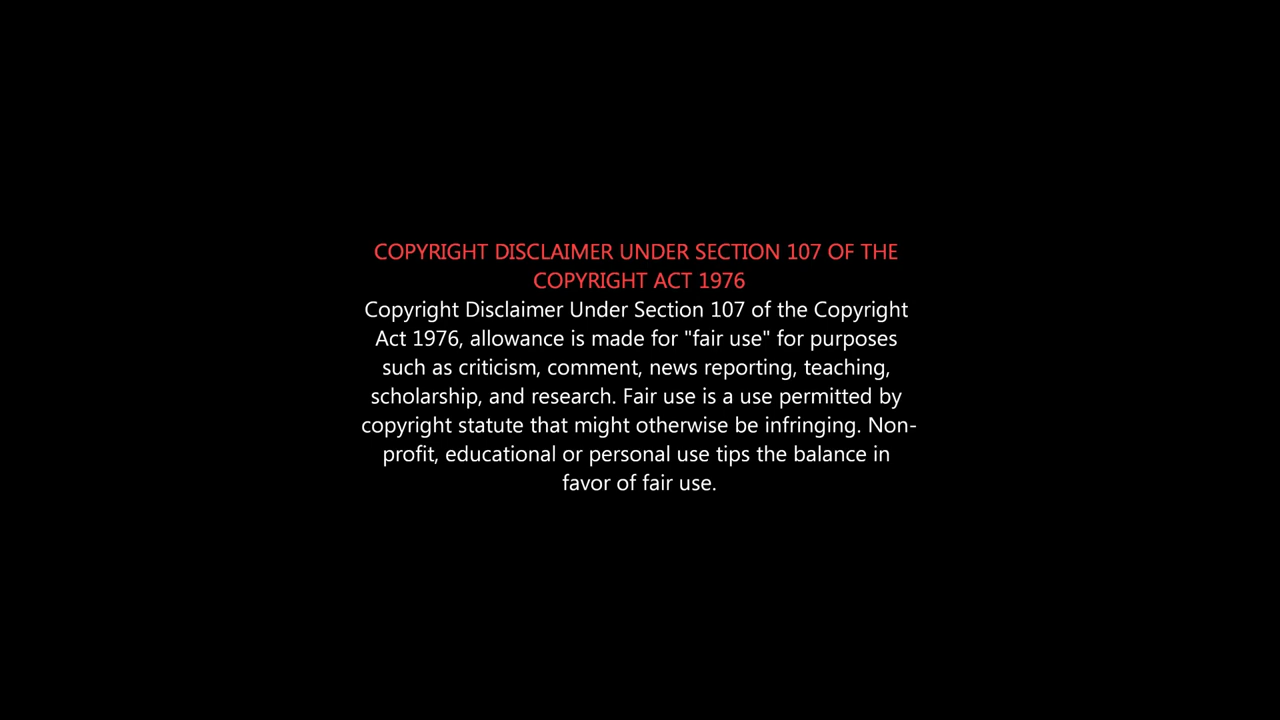 COPYRIGHT DISCLAIMER UNDER SECTION 107 OF THE
COPYRIGHT ACT 1976
Copyright Disclaimer Under Section 107 of the Copyright
Act 1976, allowance is made for "fair use" for purposes
such as criticism, comment, news reporting, teaching,
scholarship, and research. Fair use is a use permitted by
copyright statute that might otherwise be infringing. Non-
profit, educational or personal use tips the balance in
favor of fair use.